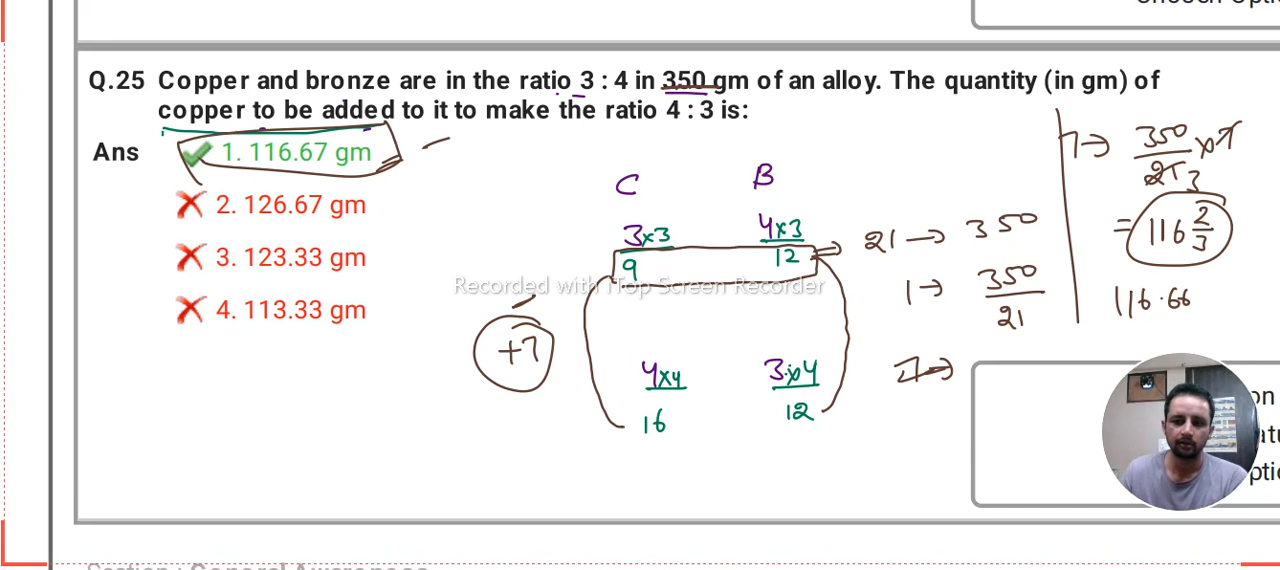 Q.25 Copper and bronze are in the ratio 3 : 4 in 350 gm of an alloy. The quantity (in gm) of
copper to be added to it to make the ratio 4 : 3 is:
Ans
1. 116.67 gm
2. 126.67 gm
3. 123.33 gm
4. 113.33 gm
C B
3x3 4x3
9 12
Recorded with iTop Screen Recorder
+7
4x4 3x4
16 12
21 → 350
1 → 350/21
7 → 350/21 x 7
3
= 116 2/3
116.66